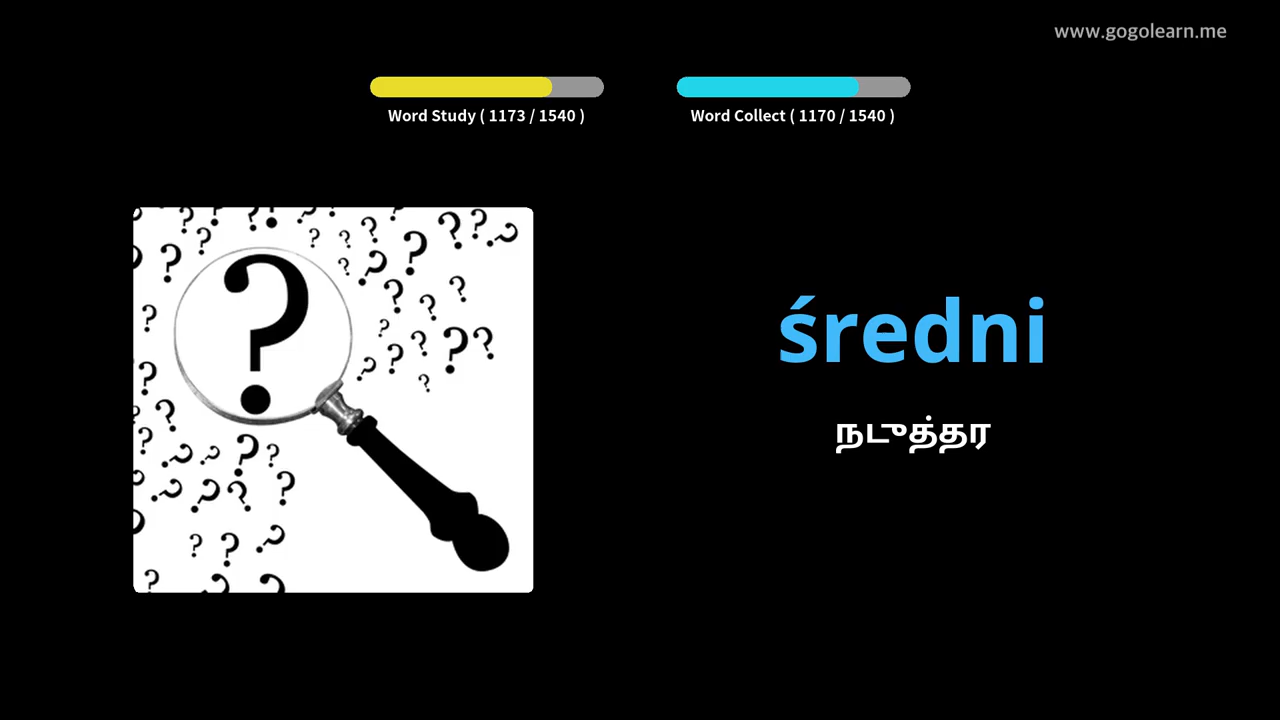 www.gogolearn.me
Word Study ( 1173 / 1540 )
Word Collect ( 1170 / 1540 )
średni
நடுத்தர